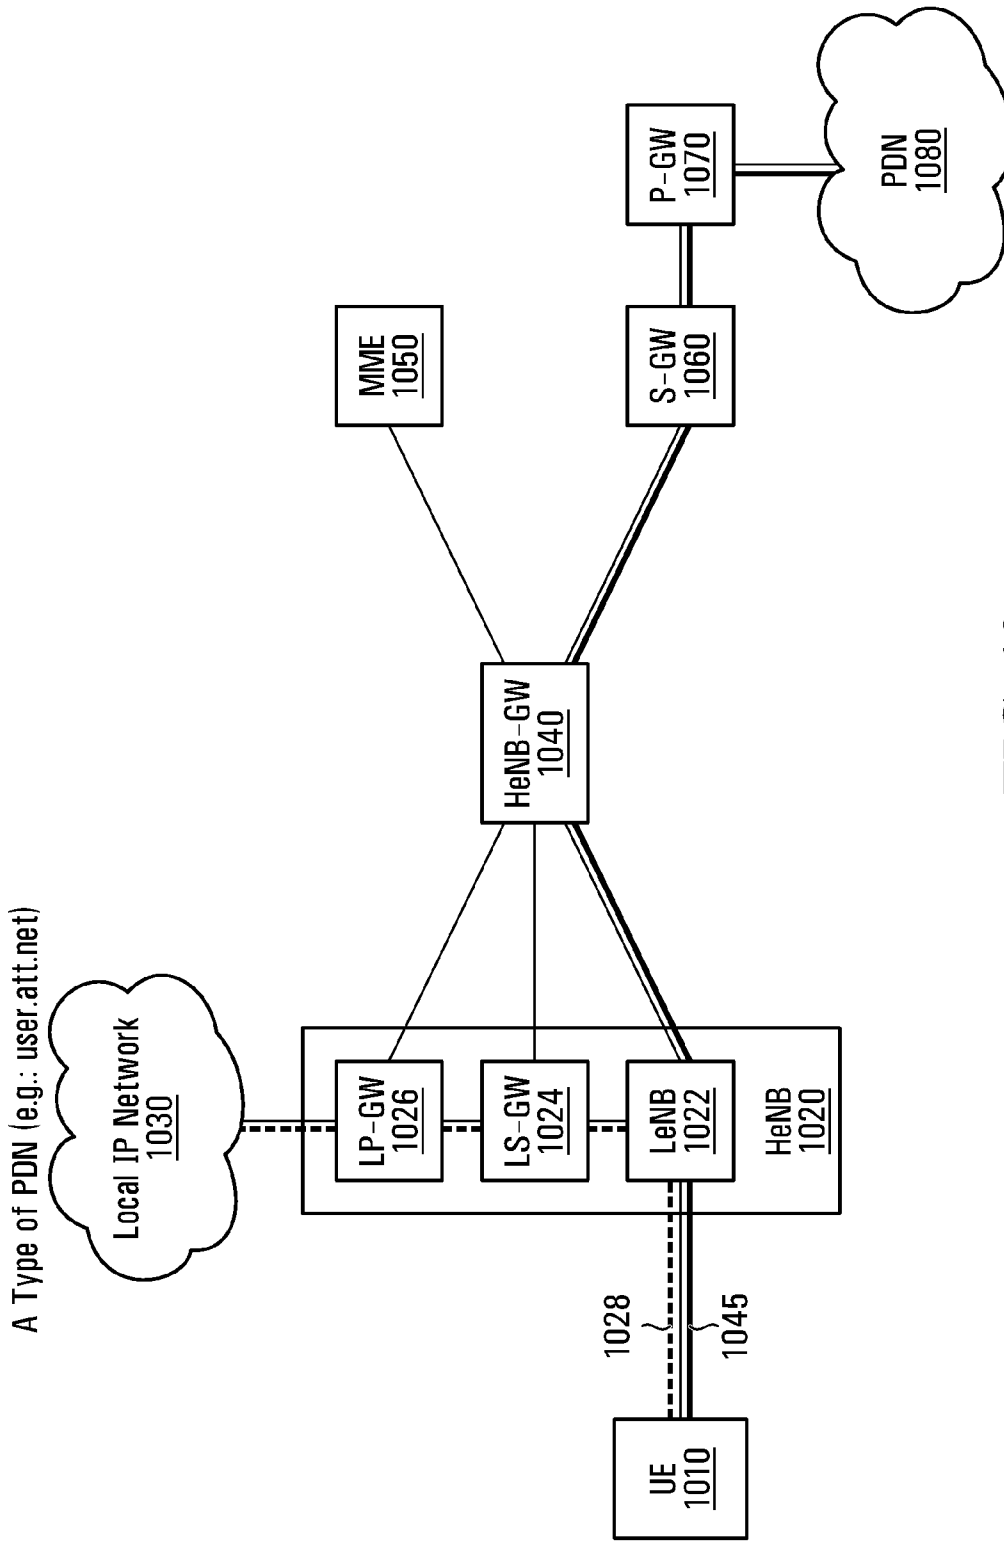 A Type of PDN (e.g.: user.att.net)
Local IP Network
1030
LP-GW
1026
LS-GW
1024
LeNB
1022
HeNB
1020
UE
1010
1028
1045
HeNB-GW
1040
MME
1050
S-GW
1060
P-GW
1070
PDN
1080